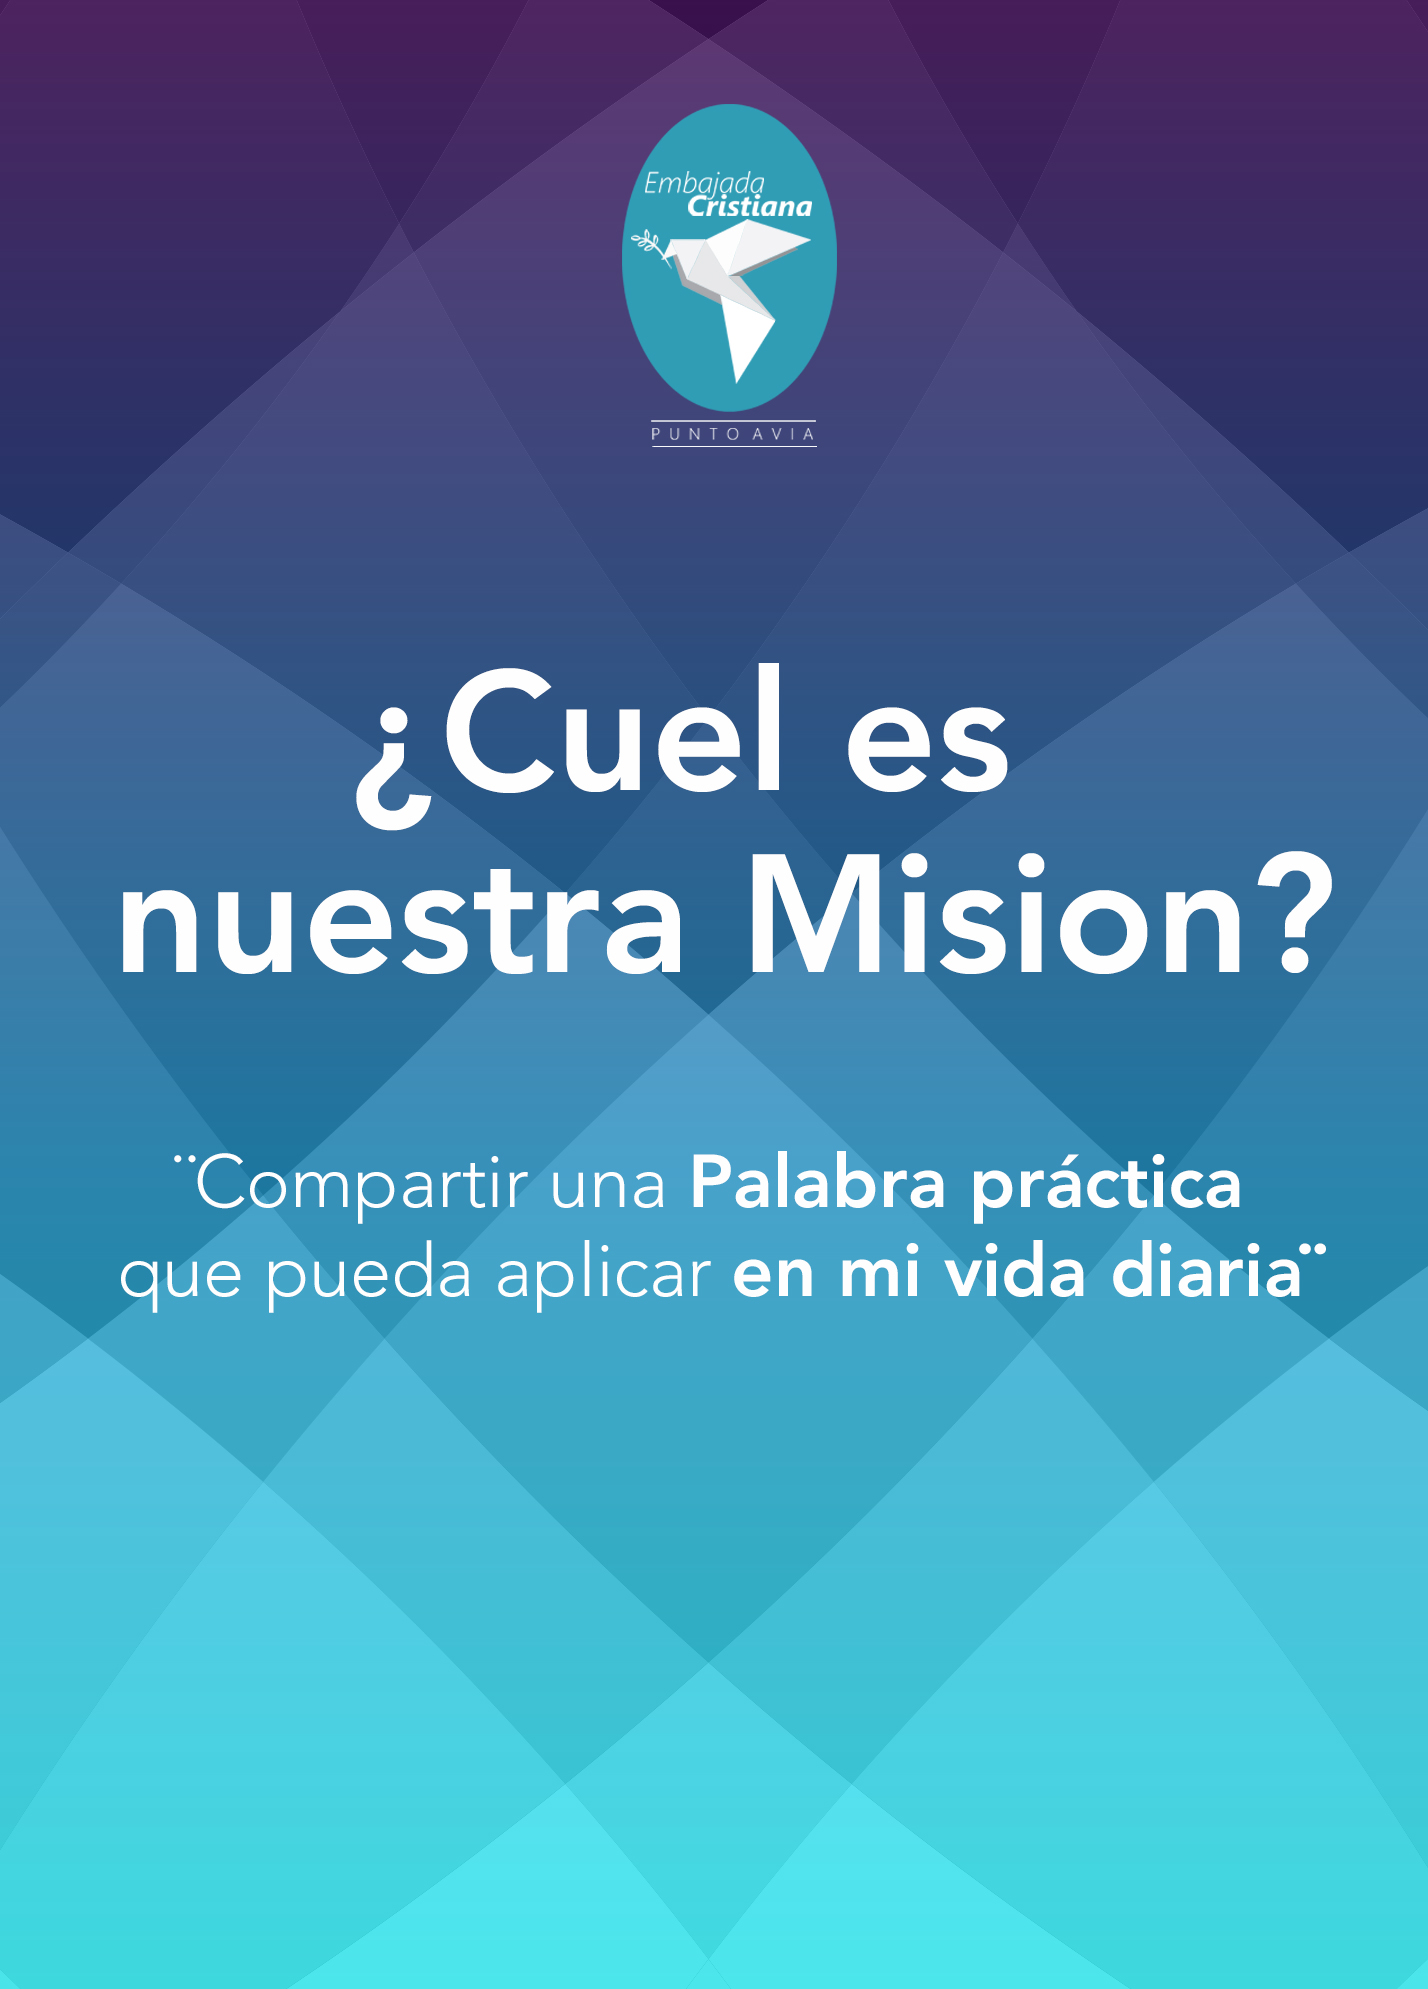 Embajada
Cristiana
PUNTO AVIA
¿Cuel es
nuestra Mision?
¨Compartir una Palabra práctica
que pueda aplicar en mi vida diaria¨